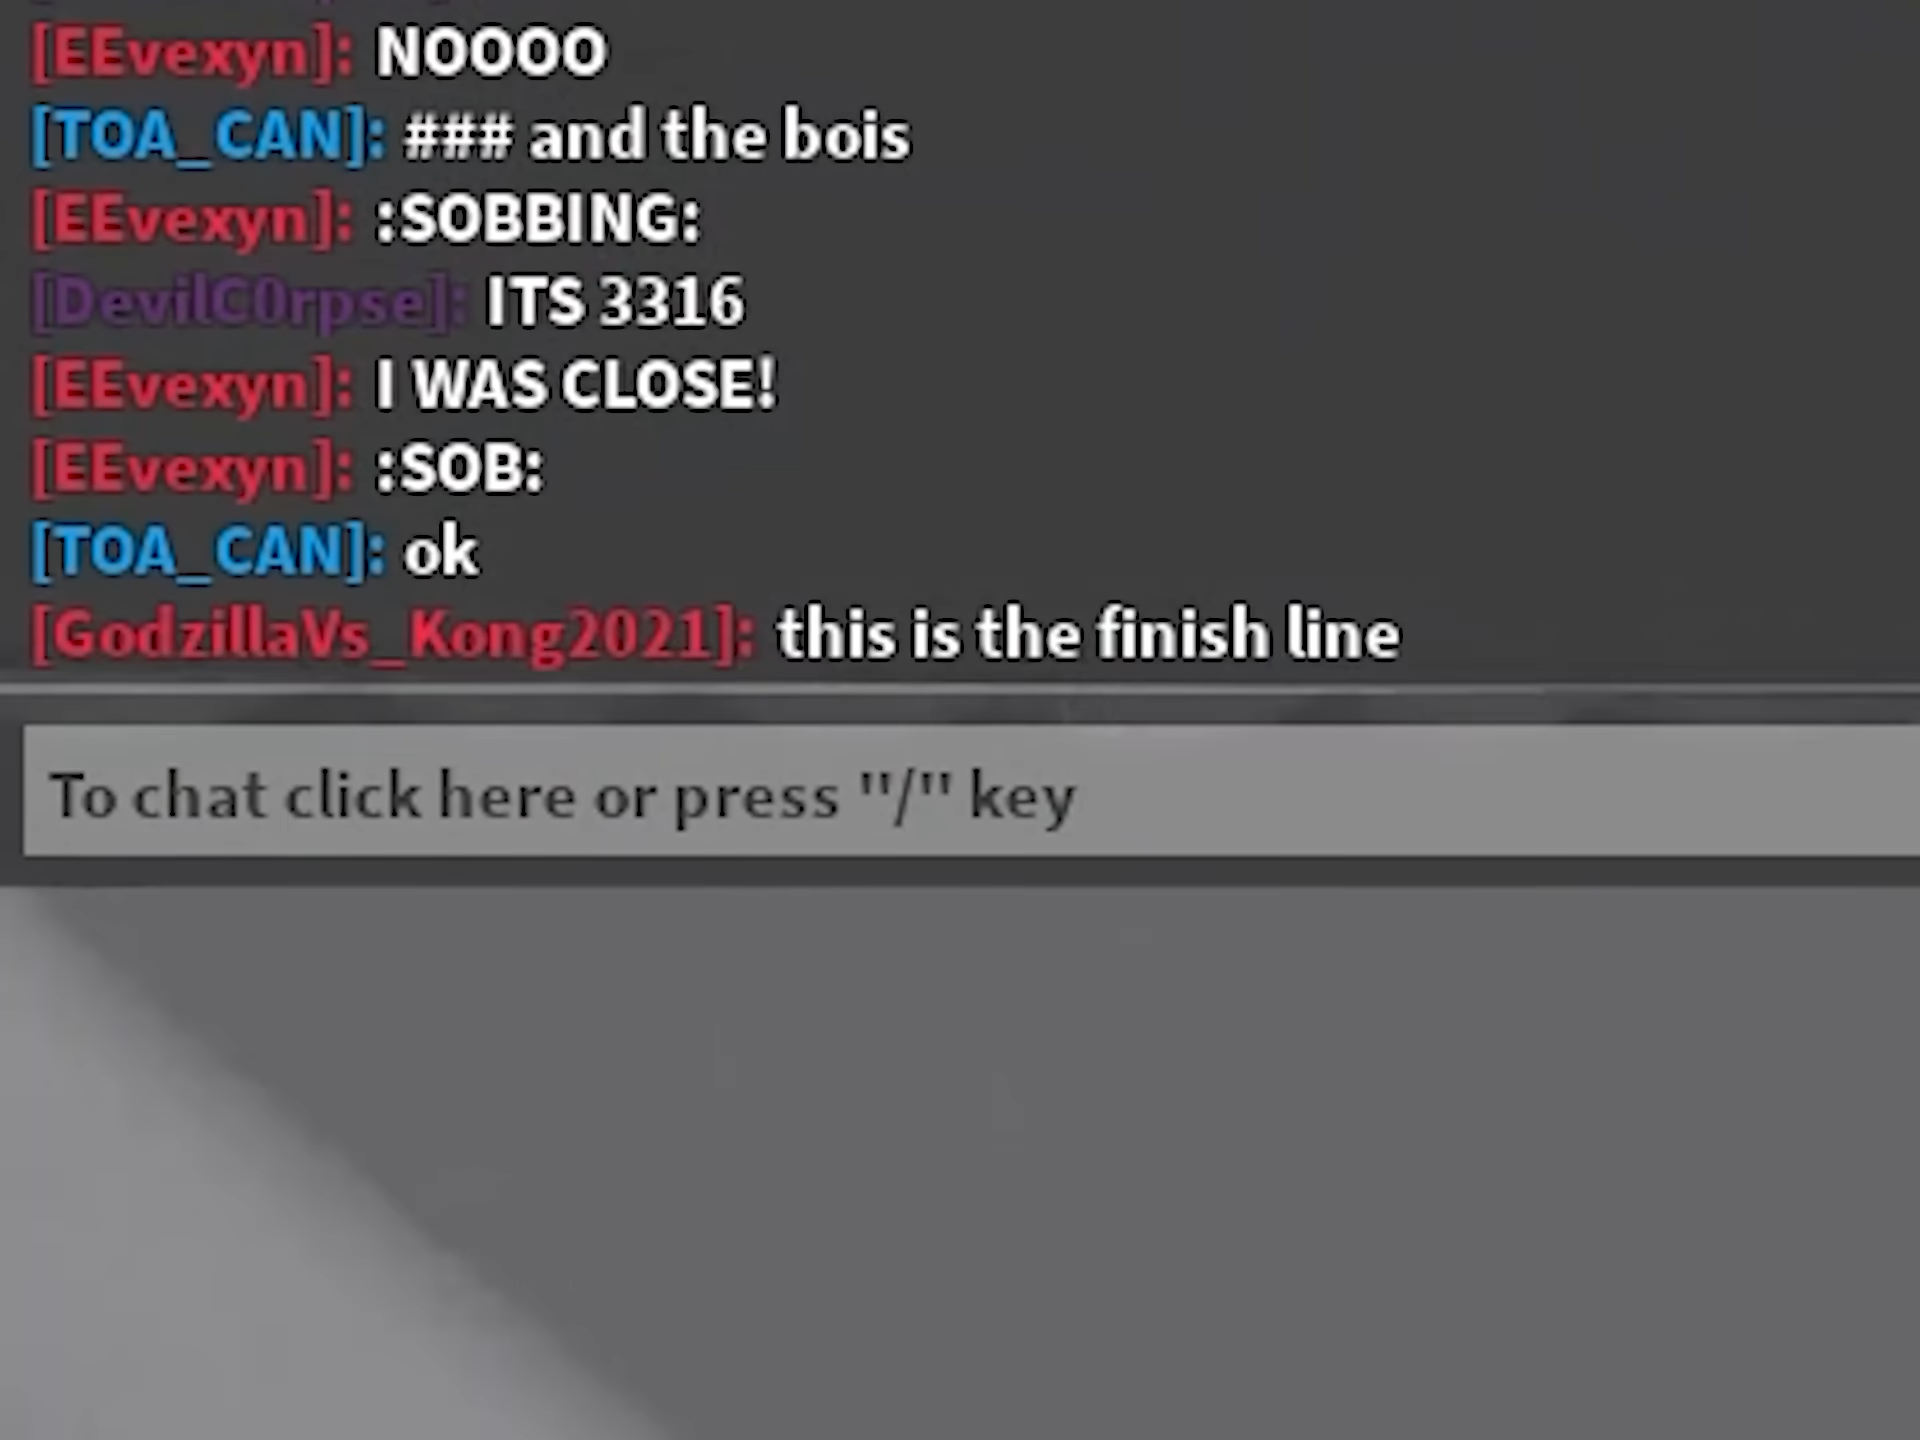 [EEvexyn]: NOOOO
[TOA_CAN]: ### and the bois
[EEvexyn]: :SOBBING:
[DevilC0rpse]: ITS 3316
[EEvexyn]: I WAS CLOSE!
[EEvexyn]: :SOB:
[TOA_CAN]: ok
[GodzillaVs_Kong2021]: this is the finish line
To chat click here or press "/" key